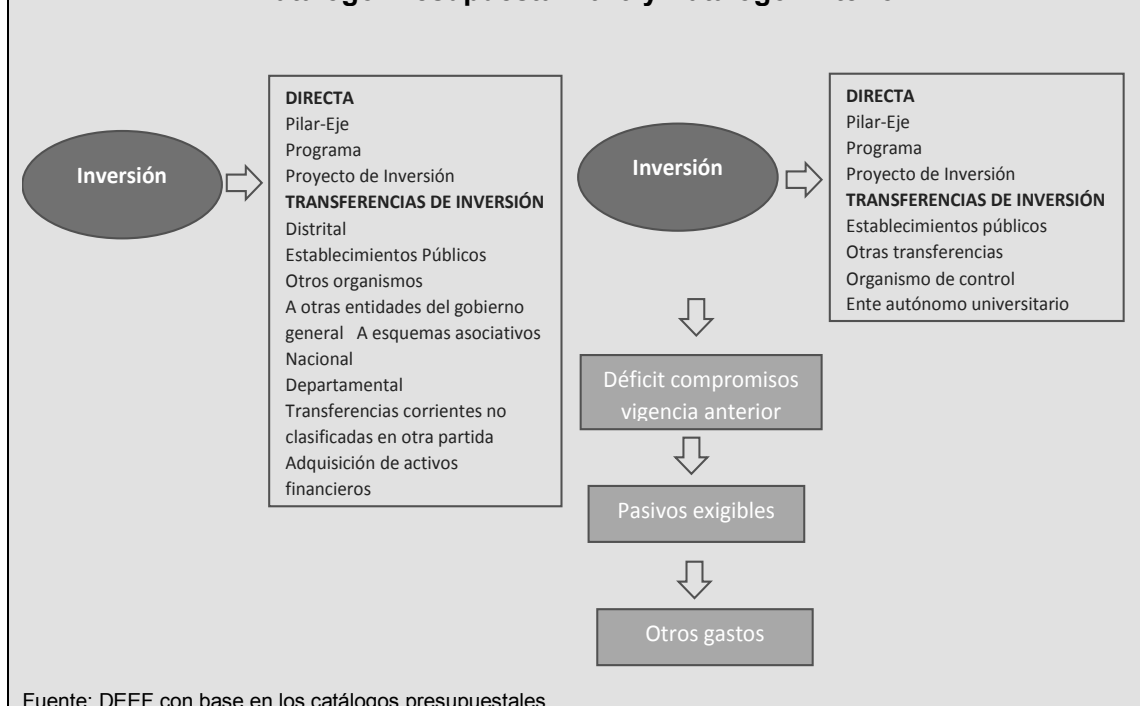 Inversión
DIRECTA
Pilar-Eje
Programa
Proyecto de Inversión
TRANSFERENCIAS DE INVERSIÓN
Distrital
Establecimientos Públicos
Otros organismos
A otras entidades del gobierno
general A esquemas asociativos
Nacional
Departamental
Transferencias corrientes no
clasificadas en otra partida
Adquisición de activos
financieros
Inversión
DIRECTA
Pilar-Eje
Programa
Proyecto de Inversión
TRANSFERENCIAS DE INVERSIÓN
Establecimientos públicos
Otras transferencias
Organismo de control
Ente autónomo universitario
Déficit compromisos
vigencia anterior
Pasivos exigibles
Otros gastos
Fuente: DEEF con base en los catálogos presupuestales